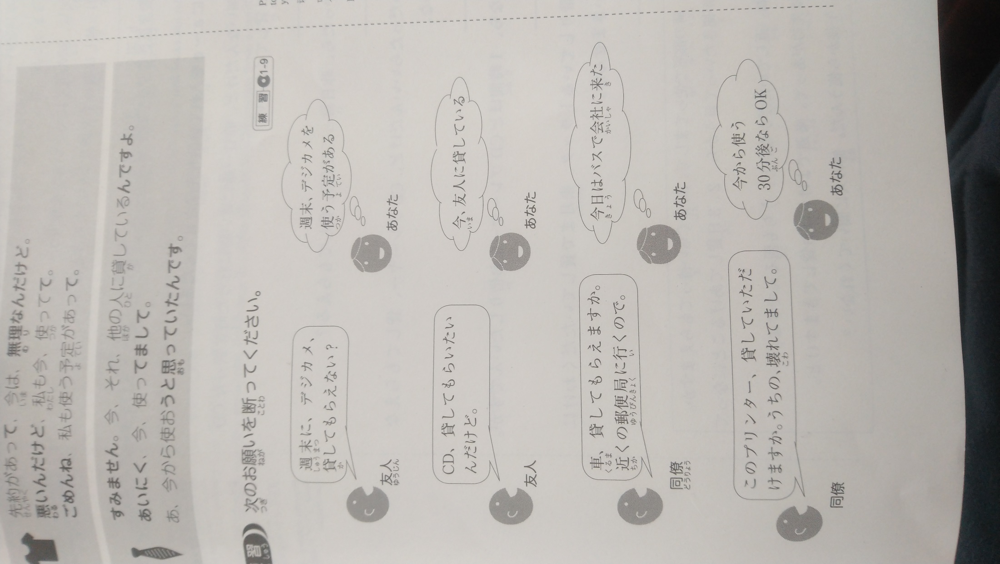 先約があって、今は、無理なんだけど。
悪いんだけど、私も今、使ってて。
ごめんね、私も使う予定があって。
すみません。今、それ、他の人に貸しているんですよ。
あいにく、今、使ってまして。
あ、今から使おうと思っていたんです。
習 次のお願いを断ってください。
練習 1-9
週末に、デジカメ、
貸してもらえない？
友人
週末、デジカメを
使う予定がある
あなた
CD、貸してもらいたい
んだけど。
友人
今、友人に貸している
あなた
車、貸してもらえますか。
近くの郵便局に行くので。
同僚
今日はバスで会社に来た
あなた
このプリンター、貸していただ
けますか。うちの、壊れてまして。
同僚
今から使う
30分後ならOK
あなた